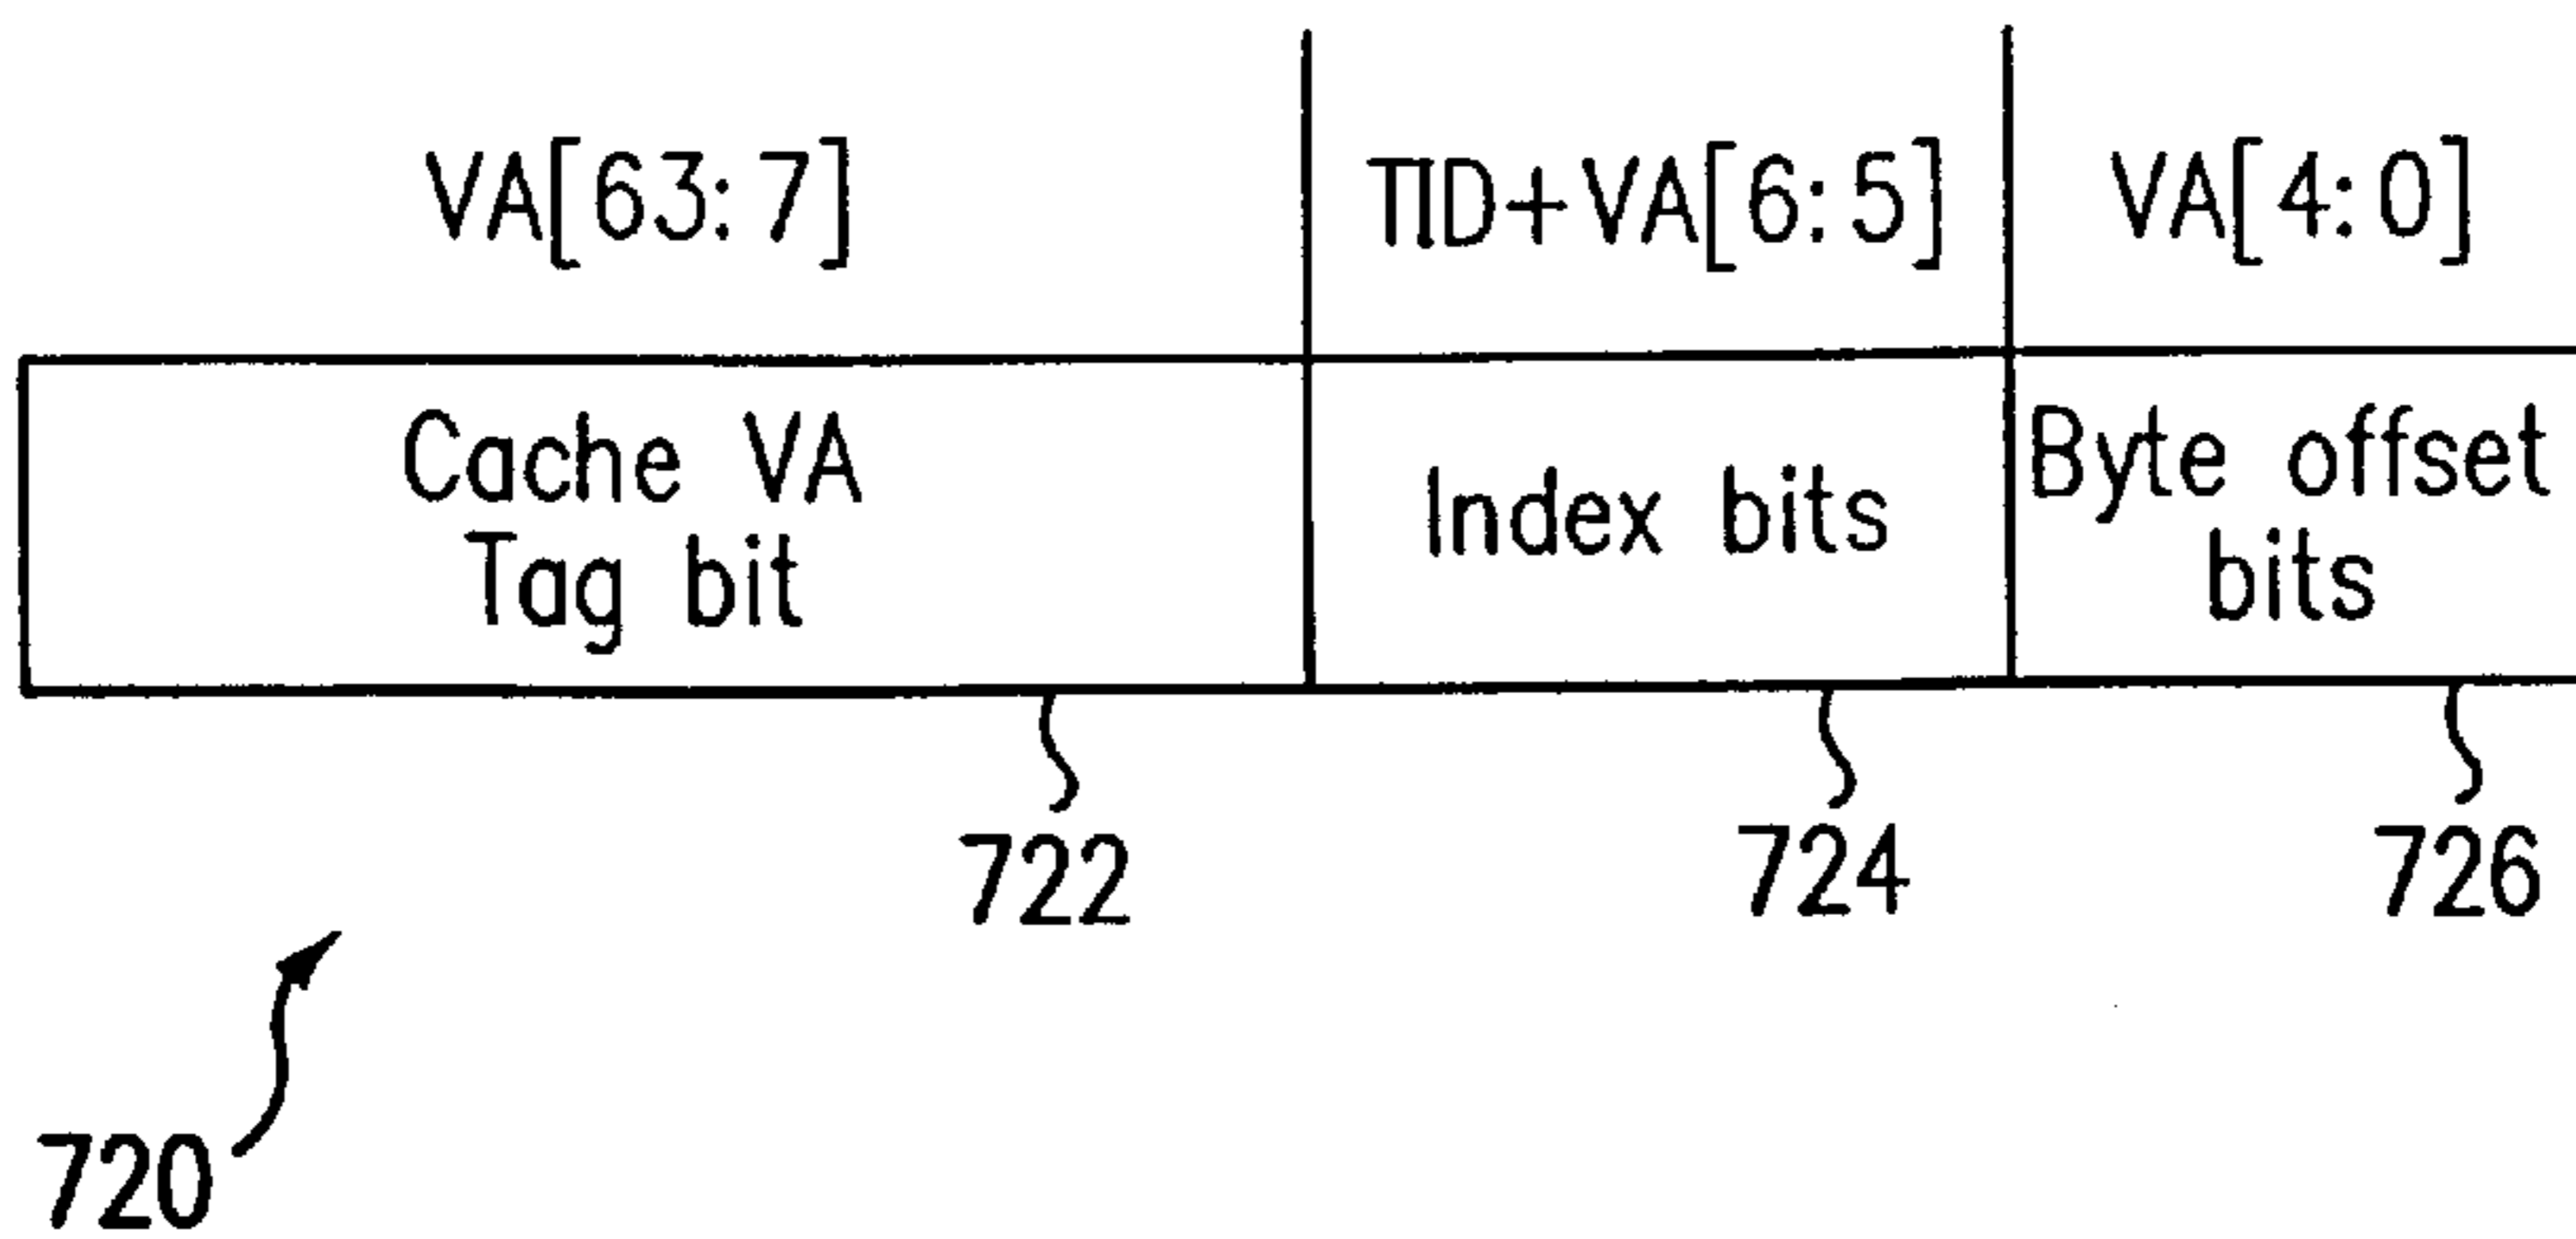 VA[63:7]
TID+VA[6:5]
VA[4:0]
Cache VA
Tag bit
Index bits
Byte offset
bits
722
724
726
720